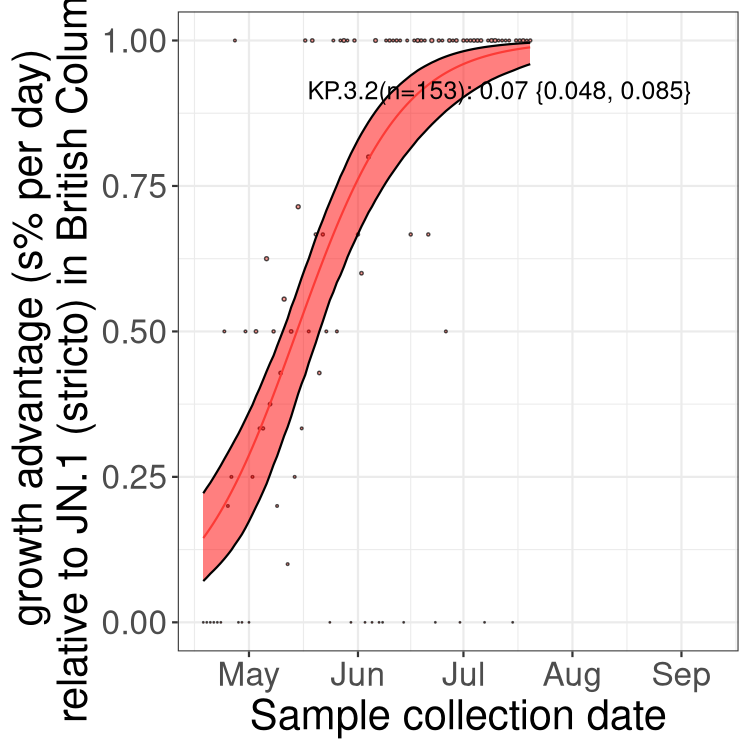 growth advantage (s% per day)
relative to JN.1 (stricto) in British Colum
1.00
0.75
0.50
0.25
0.00
KP.3.2(n=153): 0.07 {0.048, 0.085}
May Jun Jul Aug Sep
Sample collection date